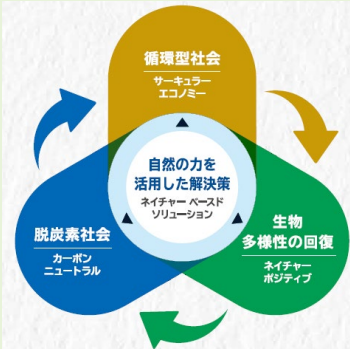 循環型社会
サーキュラー
エコノミー
自然の力を
活用した解決策
ネイチャー ベースド
ソリューション
脱炭素社会
カーボン
ニュートラル
生物
多様性の回復
ネイチャー
ポジティブ